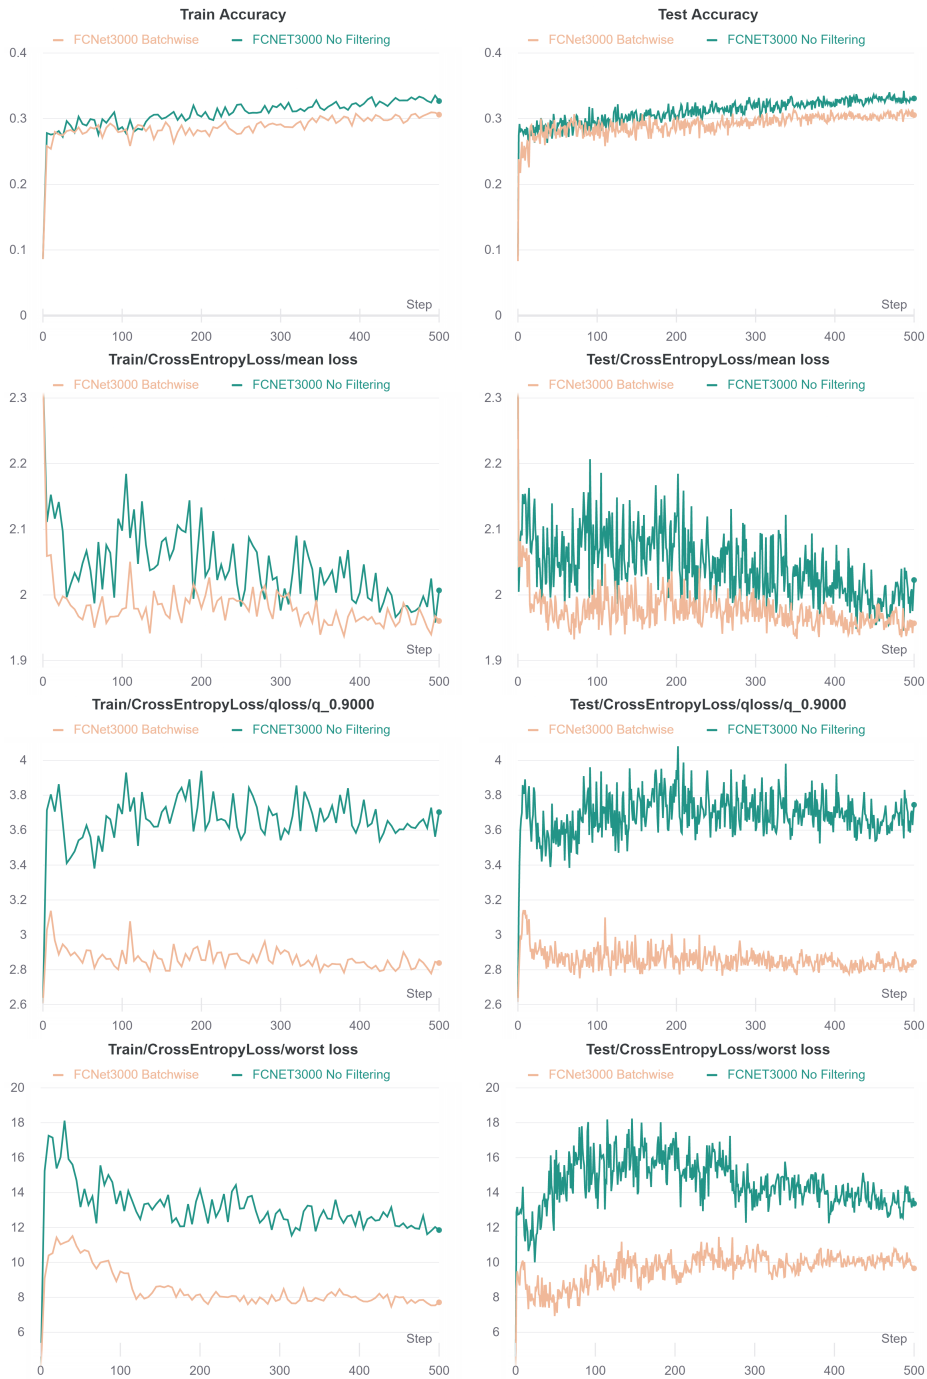 Train Accuracy
FCNet3000 Batchwise FCNET3000 No Filtering
0.4
0.3
0.2
0.1
0
Step
0 100 200 300 400 500
Test Accuracy
FCNet3000 Batchwise FCNET3000 No Filtering
0.4
0.3
0.2
0.1
0
Step
0 100 200 300 400 500
Train/CrossEntropyLoss/mean loss
FCNet3000 Batchwise FCNET3000 No Filtering
2.3
2.2
2.1
2
1.9
Step
0 100 200 300 400 500
Test/CrossEntropyLoss/mean loss
FCNet3000 Batchwise FCNET3000 No Filtering
2.3
2.2
2.1
2
1.9
Step
0 100 200 300 400 500
Train/CrossEntropyLoss/qloss/q_0.9000
FCNet3000 Batchwise FCNET3000 No Filtering
4
3.8
3.6
3.4
3.2
3
2.8
2.6
Step
0 100 200 300 400 500
Test/CrossEntropyLoss/qloss/q_0.9000
FCNet3000 Batchwise FCNET3000 No Filtering
4
3.8
3.6
3.4
3.2
3
2.8
2.6
Step
0 100 200 300 400 500
Train/CrossEntropyLoss/worst loss
FCNet3000 Batchwise FCNET3000 No Filtering
20
18
16
14
12
10
8
6
Step
0 100 200 300 400 500
Test/CrossEntropyLoss/worst loss
FCNet3000 Batchwise FCNET3000 No Filtering
20
18
16
14
12
10
8
6
Step
0 100 200 300 400 500